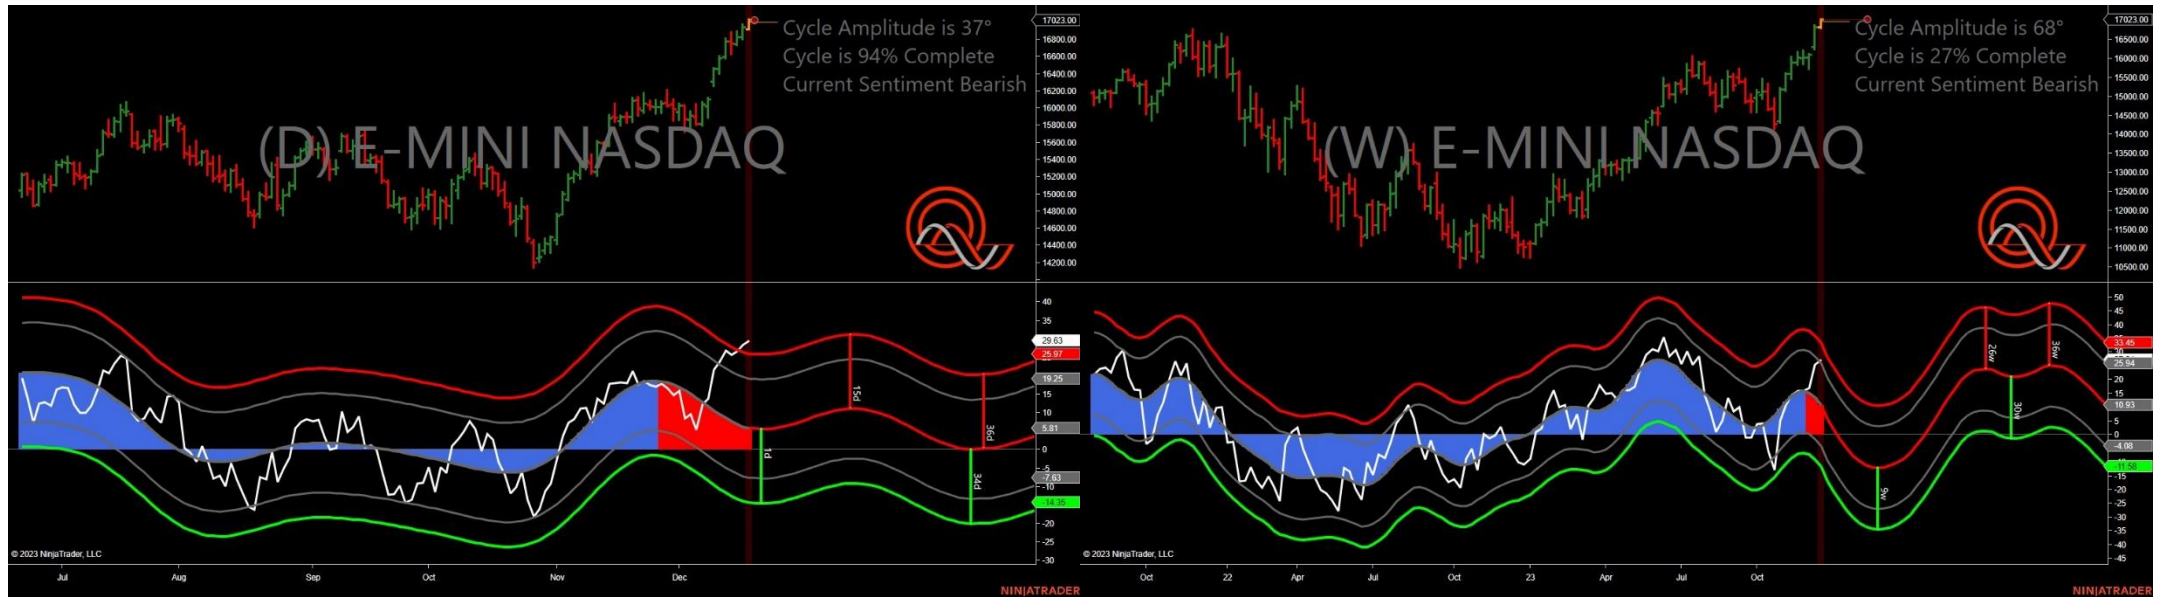 Cycle Amplitude is 37°
Cycle is 94% Complete
Current Sentiment Bearish
(D) E-MINI NASDAQ
17023.00
16800.00
16600.00
16400.00
16200.00
16000.00
15800.00
15600.00
15400.00
15200.00
15000.00
14800.00
14600.00
14400.00
14200.00
40
35
29.63
25.97
19.25
15
10
5.81
0
-5
-7.63
-10
-14.35
-20
-25
-30
15d
36d
1d
34d
© 2023 NinjaTrader, LLC
Jul Aug Sep Oct Nov Dec
NINJATRADER
Cycle Amplitude is 68°
Cycle is 27% Complete
Current Sentiment Bearish
(W) E-MINI NASDAQ
17023.00
16500.00
16000.00
15500.00
15000.00
14500.00
14000.00
13500.00
13000.00
12500.00
12000.00
11500.00
11000.00
10500.00
50
45
40
33.45
30
25.94
20
15
10.93
5
0
-4.08
-11.58
-15
-20
-25
-30
-35
-40
-45
26w
36w
30w
9w
© 2023 NinjaTrader, LLC
Oct 22 Apr Jul Oct 23 Apr Jul Oct
NINJATRADER